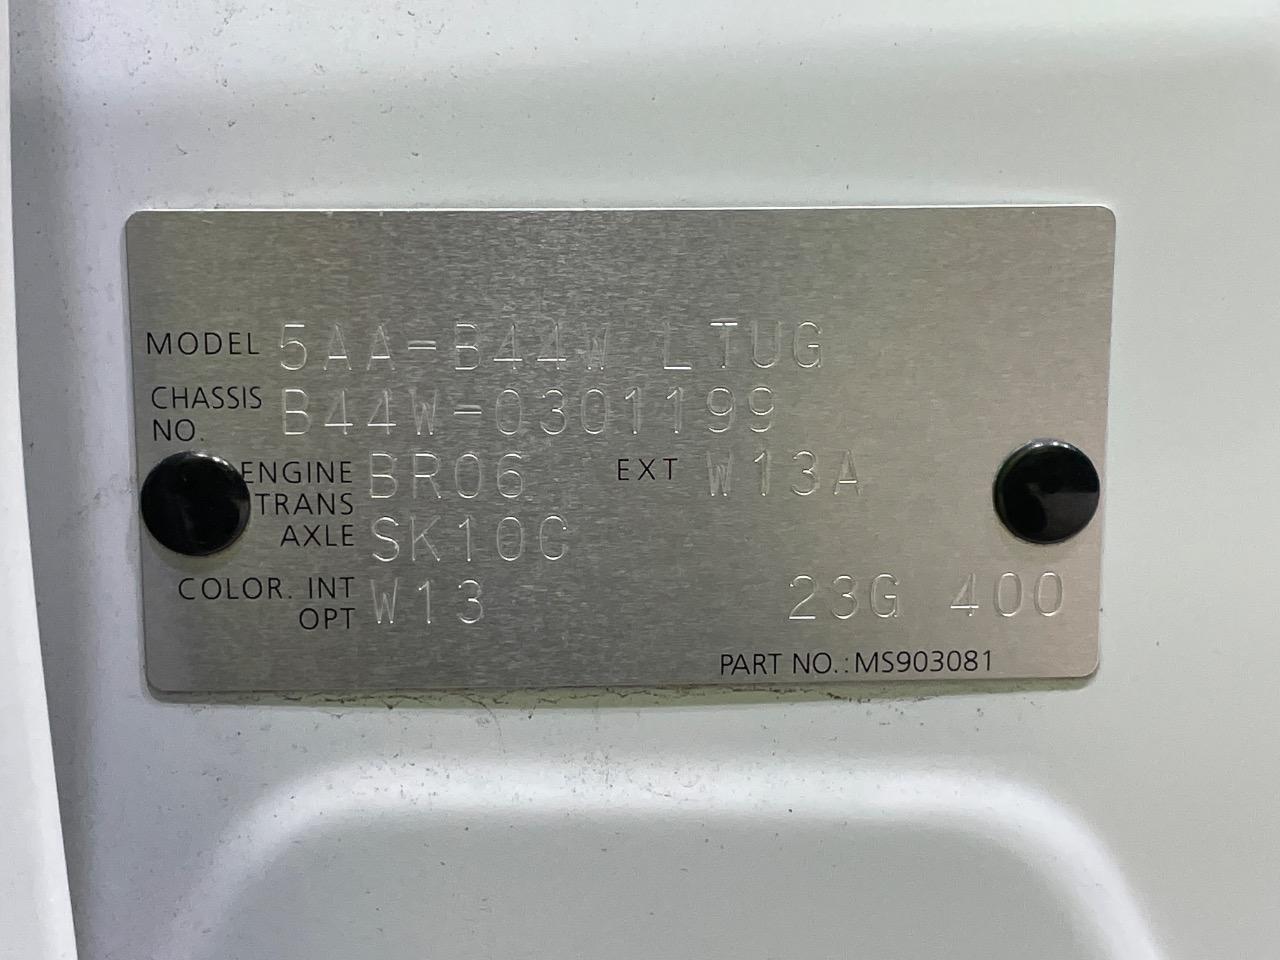 MODEL 5AA-B44W LTUG
CHASSIS NO. B44W-0301199
ENGINE BR06 EXT W13A
TRANS AXLE SK10C
COLOR. INT OPT W13 23G 400
PART NO.: MS903081